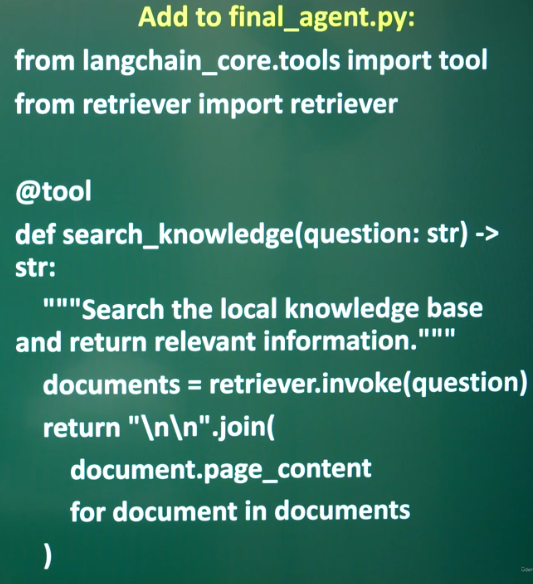 Add to final_agent.py:
from langchain_core.tools import tool
from retriever import retriever
@tool
def search_knowledge(question: str) ->
str:
"""Search the local knowledge base
and return relevant information."""
documents = retriever.invoke(question)
return "\n\n".join(
document.page_content
for document in documents
)